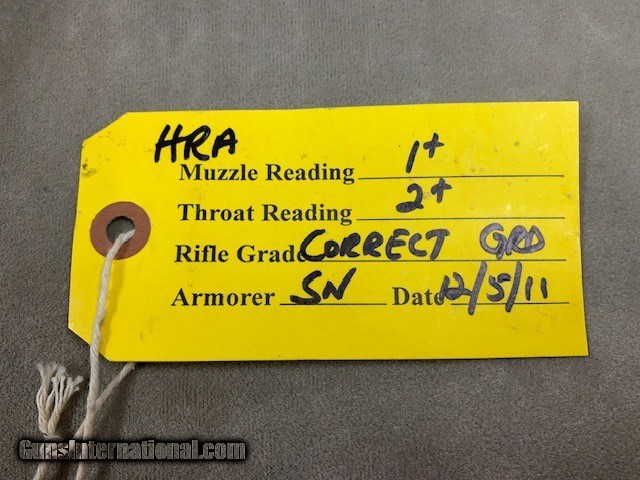 HRA
Muzzle Reading 1+
Throat Reading 2+
Rifle Grade CORRECT GRD
Armorer SN Date 12/5/11
GunsInternational.com